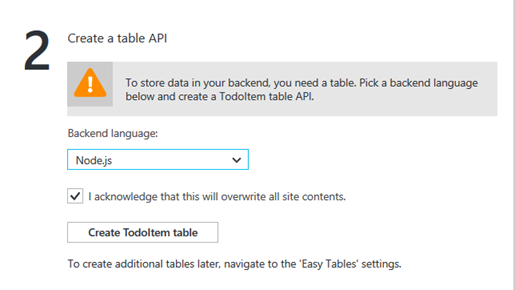 2
Create a table API
To store data in your backend, you need a table. Pick a backend language
below and create a TodoItem table API.
Backend language:
Node.js
I acknowledge that this will overwrite all site contents.
Create TodoItem table
To create additional tables later, navigate to the 'Easy Tables' settings.